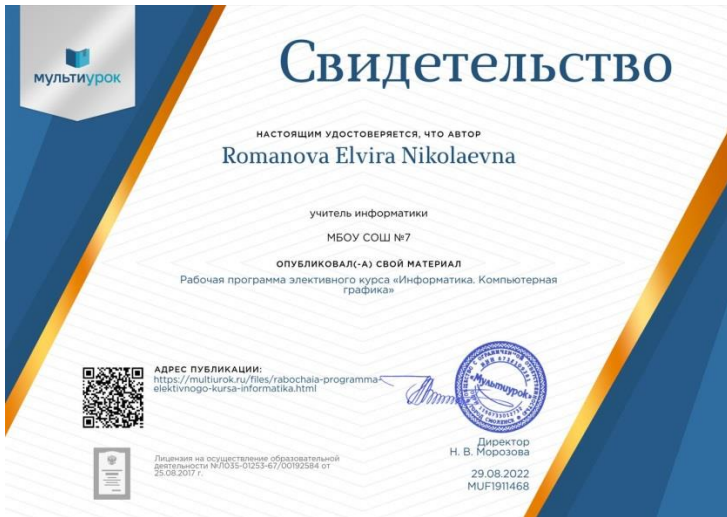 мультиурок
Свидетельство
НАСТОЯЩИМ УДОСТОВЕРЯЕТСЯ, ЧТО АВТОР
Romanova Elvira Nikolaevna
учитель информатики
МБОУ СОШ №7
ОПУБЛИКОВАЛ(-А) СВОЙ МАТЕРИАЛ
Рабочая программа элективного курса «Информатика. Компьютерная
графика»
АДРЕС ПУБЛИКАЦИИ:
https://multiurok.ru/files/rabochaia-programma-
elektivnogo-kursa-informatika.html
«Мультиурок»
Директор
Н. В. Морозова
Лицензия на осуществление образовательной
деятельности №Л035-01253-67/00192584 от
25.08.2017 г.
29.08.2022
MUF1911468